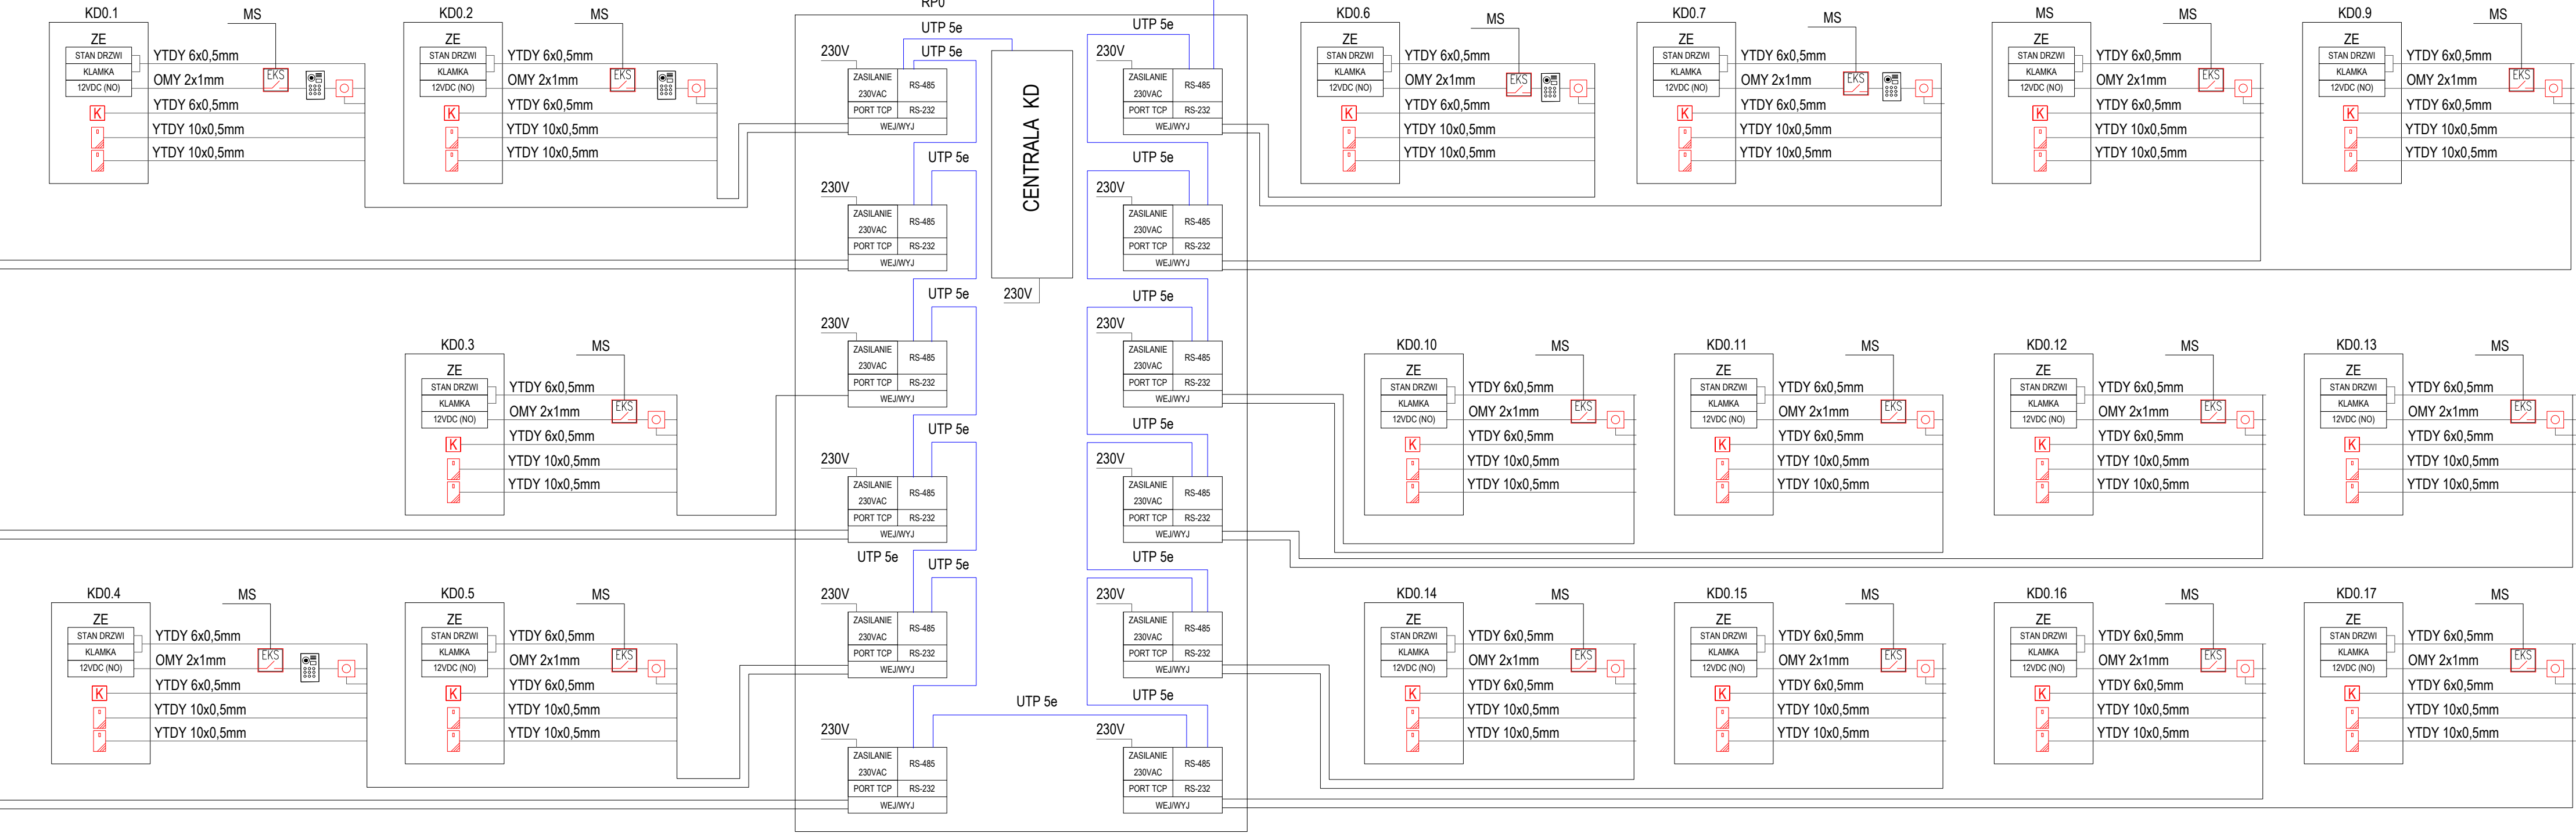 KD0.1
MS
ZE
STAN DRZWI
KLAMKA
12VDC (NO)
K
YTDY 6x0,5mm
OMY 2x1mm
YTDY 6x0,5mm
YTDY 10x0,5mm
YTDY 10x0,5mm
EKS
KD0.2
MS
ZE
STAN DRZWI
KLAMKA
12VDC (NO)
K
YTDY 6x0,5mm
OMY 2x1mm
YTDY 6x0,5mm
YTDY 10x0,5mm
YTDY 10x0,5mm
EKS
KD0.3
MS
ZE
STAN DRZWI
KLAMKA
12VDC (NO)
K
YTDY 6x0,5mm
OMY 2x1mm
YTDY 6x0,5mm
YTDY 10x0,5mm
YTDY 10x0,5mm
EKS
KD0.4
MS
ZE
STAN DRZWI
KLAMKA
12VDC (NO)
K
YTDY 6x0,5mm
OMY 2x1mm
YTDY 6x0,5mm
YTDY 10x0,5mm
YTDY 10x0,5mm
EKS
KD0.5
MS
ZE
STAN DRZWI
KLAMKA
12VDC (NO)
K
YTDY 6x0,5mm
OMY 2x1mm
YTDY 6x0,5mm
YTDY 10x0,5mm
YTDY 10x0,5mm
EKS
RP0
UTP 5e
UTP 5e
230V
ZASILANIE
230VAC
RS-485
PORT TCP
RS-232
WEJ/WYJ
UTP 5e
230V
ZASILANIE
230VAC
RS-485
PORT TCP
RS-232
WEJ/WYJ
UTP 5e
230V
ZASILANIE
230VAC
RS-485
PORT TCP
RS-232
WEJ/WYJ
UTP 5e
230V
ZASILANIE
230VAC
RS-485
PORT TCP
RS-232
WEJ/WYJ
UTP 5e
UTP 5e
230V
ZASILANIE
230VAC
RS-485
PORT TCP
RS-232
WEJ/WYJ
230V
ZASILANIE
230VAC
RS-485
PORT TCP
RS-232
WEJ/WYJ
CENTRALA KD
230V
UTP 5e
UTP 5e
230V
ZASILANIE
230VAC
RS-485
PORT TCP
RS-232
WEJ/WYJ
UTP 5e
230V
ZASILANIE
230VAC
RS-485
PORT TCP
RS-232
WEJ/WYJ
UTP 5e
230V
ZASILANIE
230VAC
RS-485
PORT TCP
RS-232
WEJ/WYJ
UTP 5e
230V
ZASILANIE
230VAC
RS-485
PORT TCP
RS-232
WEJ/WYJ
UTP 5e
230V
ZASILANIE
230VAC
RS-485
PORT TCP
RS-232
WEJ/WYJ
UTP 5e
230V
ZASILANIE
230VAC
RS-485
PORT TCP
RS-232
WEJ/WYJ
KD0.6
MS
ZE
STAN DRZWI
KLAMKA
12VDC (NO)
K
YTDY 6x0,5mm
OMY 2x1mm
YTDY 6x0,5mm
YTDY 10x0,5mm
YTDY 10x0,5mm
EKS
KD0.7
MS
ZE
STAN DRZWI
KLAMKA
12VDC (NO)
K
YTDY 6x0,5mm
OMY 2x1mm
YTDY 6x0,5mm
YTDY 10x0,5mm
YTDY 10x0,5mm
EKS
MS
MS
ZE
STAN DRZWI
KLAMKA
12VDC (NO)
K
YTDY 6x0,5mm
OMY 2x1mm
YTDY 6x0,5mm
YTDY 10x0,5mm
YTDY 10x0,5mm
EKS
KD0.9
MS
ZE
STAN DRZWI
KLAMKA
12VDC (NO)
K
YTDY 6x0,5mm
OMY 2x1mm
YTDY 6x0,5mm
YTDY 10x0,5mm
YTDY 10x0,5mm
EKS
KD0.10
MS
ZE
STAN DRZWI
KLAMKA
12VDC (NO)
K
YTDY 6x0,5mm
OMY 2x1mm
YTDY 6x0,5mm
YTDY 10x0,5mm
YTDY 10x0,5mm
EKS
KD0.11
MS
ZE
STAN DRZWI
KLAMKA
12VDC (NO)
K
YTDY 6x0,5mm
OMY 2x1mm
YTDY 6x0,5mm
YTDY 10x0,5mm
YTDY 10x0,5mm
EKS
KD0.12
MS
ZE
STAN DRZWI
KLAMKA
12VDC (NO)
K
YTDY 6x0,5mm
OMY 2x1mm
YTDY 6x0,5mm
YTDY 10x0,5mm
YTDY 10x0,5mm
EKS
KD0.13
MS
ZE
STAN DRZWI
KLAMKA
12VDC (NO)
K
YTDY 6x0,5mm
OMY 2x1mm
YTDY 6x0,5mm
YTDY 10x0,5mm
YTDY 10x0,5mm
EKS
KD0.14
MS
ZE
STAN DRZWI
KLAMKA
12VDC (NO)
K
YTDY 6x0,5mm
OMY 2x1mm
YTDY 6x0,5mm
YTDY 10x0,5mm
YTDY 10x0,5mm
EKS
KD0.15
MS
ZE
STAN DRZWI
KLAMKA
12VDC (NO)
K
YTDY 6x0,5mm
OMY 2x1mm
YTDY 6x0,5mm
YTDY 10x0,5mm
YTDY 10x0,5mm
EKS
KD0.16
MS
ZE
STAN DRZWI
KLAMKA
12VDC (NO)
K
YTDY 6x0,5mm
OMY 2x1mm
YTDY 6x0,5mm
YTDY 10x0,5mm
YTDY 10x0,5mm
EKS
KD0.17
MS
ZE
STAN DRZWI
KLAMKA
12VDC (NO)
K
YTDY 6x0,5mm
OMY 2x1mm
YTDY 6x0,5mm
YTDY 10x0,5mm
YTDY 10x0,5mm
EKS